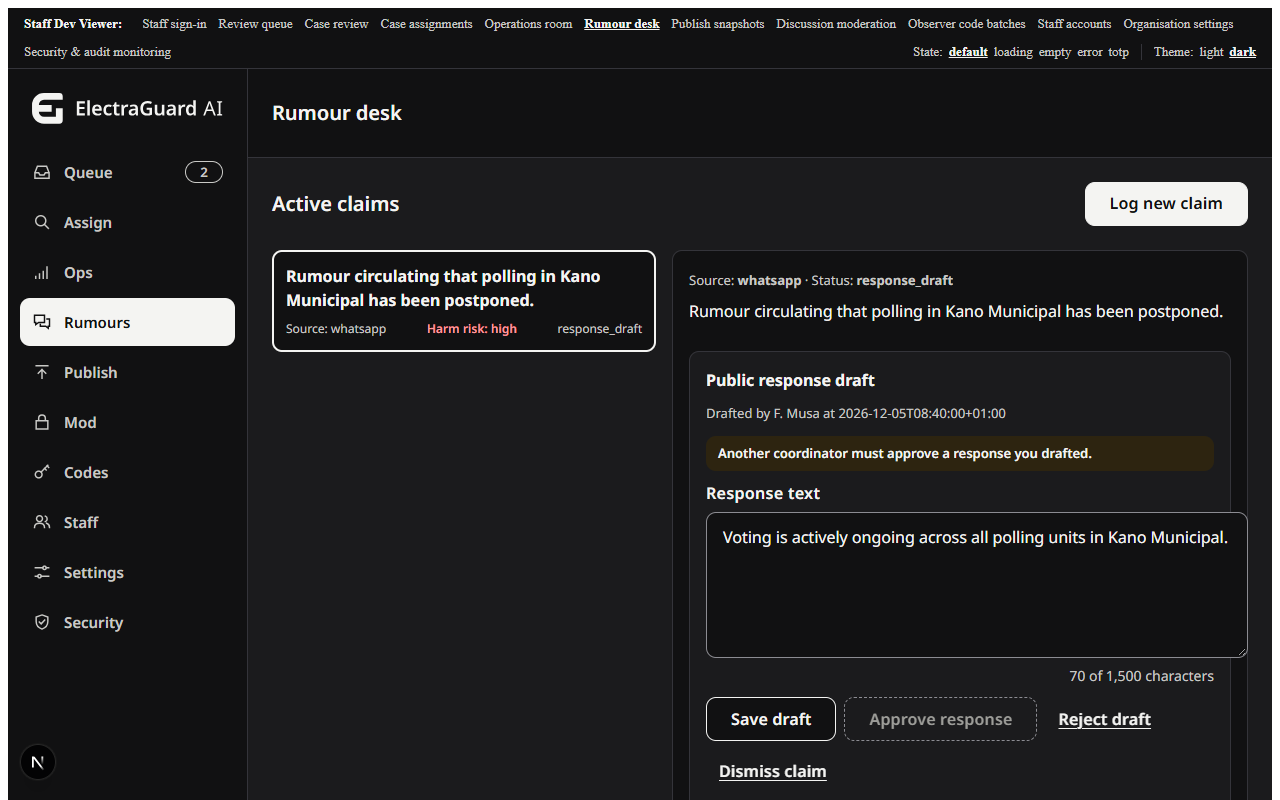 Staff Dev Viewer: Staff sign-in Review queue Case review Case assignments Operations room Rumour desk Publish snapshots Discussion moderation Observer code batches Staff accounts Organisation settings
Security & audit monitoring
State: default loading empty error totp Theme: light dark
ElectraGuard AI
Queue 2
Assign
Ops
Rumours
Publish
Mod
Codes
Staff
Settings
Security
N
Rumour desk
Active claims
Log new claim
Rumour circulating that polling in Kano
Municipal has been postponed.
Source: whatsapp Harm risk: high response_draft
Source: whatsapp · Status: response_draft
Rumour circulating that polling in Kano Municipal has been postponed.
Public response draft
Drafted by F. Musa at 2026-12-05T08:40:00+01:00
Another coordinator must approve a response you drafted.
Response text
Voting is actively ongoing across all polling units in Kano Municipal.
70 of 1,500 characters
Save draft Approve response Reject draft
Dismiss claim